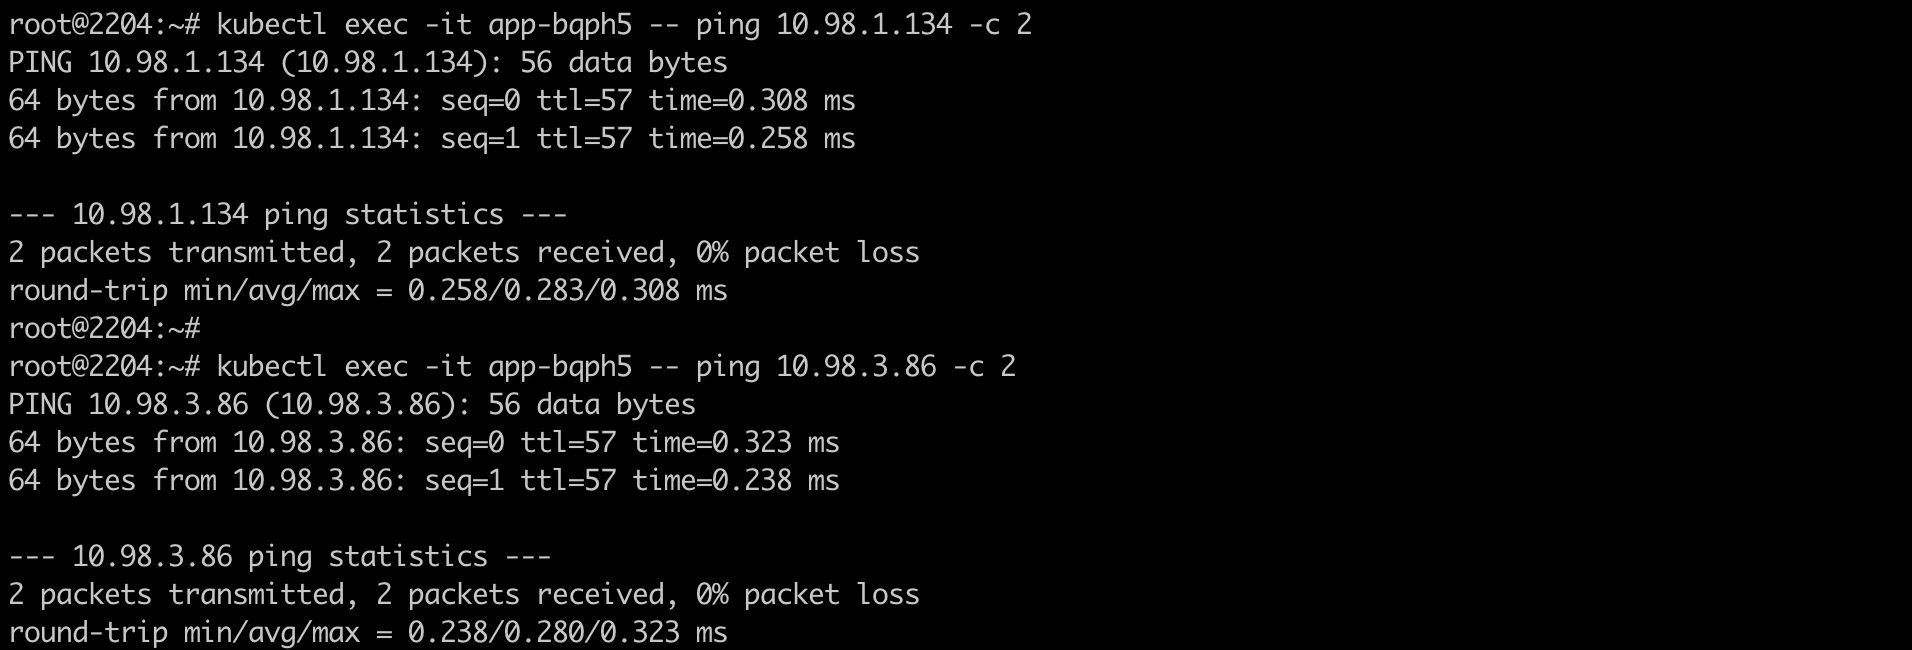 root@2204:~# kubectl exec -it app-bqph5 -- ping 10.98.1.134 -c 2
PING 10.98.1.134 (10.98.1.134): 56 data bytes
64 bytes from 10.98.1.134: seq=0 ttl=57 time=0.308 ms
64 bytes from 10.98.1.134: seq=1 ttl=57 time=0.258 ms

--- 10.98.1.134 ping statistics ---
2 packets transmitted, 2 packets received, 0% packet loss
round-trip min/avg/max = 0.258/0.283/0.308 ms
root@2204:~#
root@2204:~# kubectl exec -it app-bqph5 -- ping 10.98.3.86 -c 2
PING 10.98.3.86 (10.98.3.86): 56 data bytes
64 bytes from 10.98.3.86: seq=0 ttl=57 time=0.323 ms
64 bytes from 10.98.3.86: seq=1 ttl=57 time=0.238 ms

--- 10.98.3.86 ping statistics ---
2 packets transmitted, 2 packets received, 0% packet loss
round-trip min/avg/max = 0.238/0.280/0.323 ms